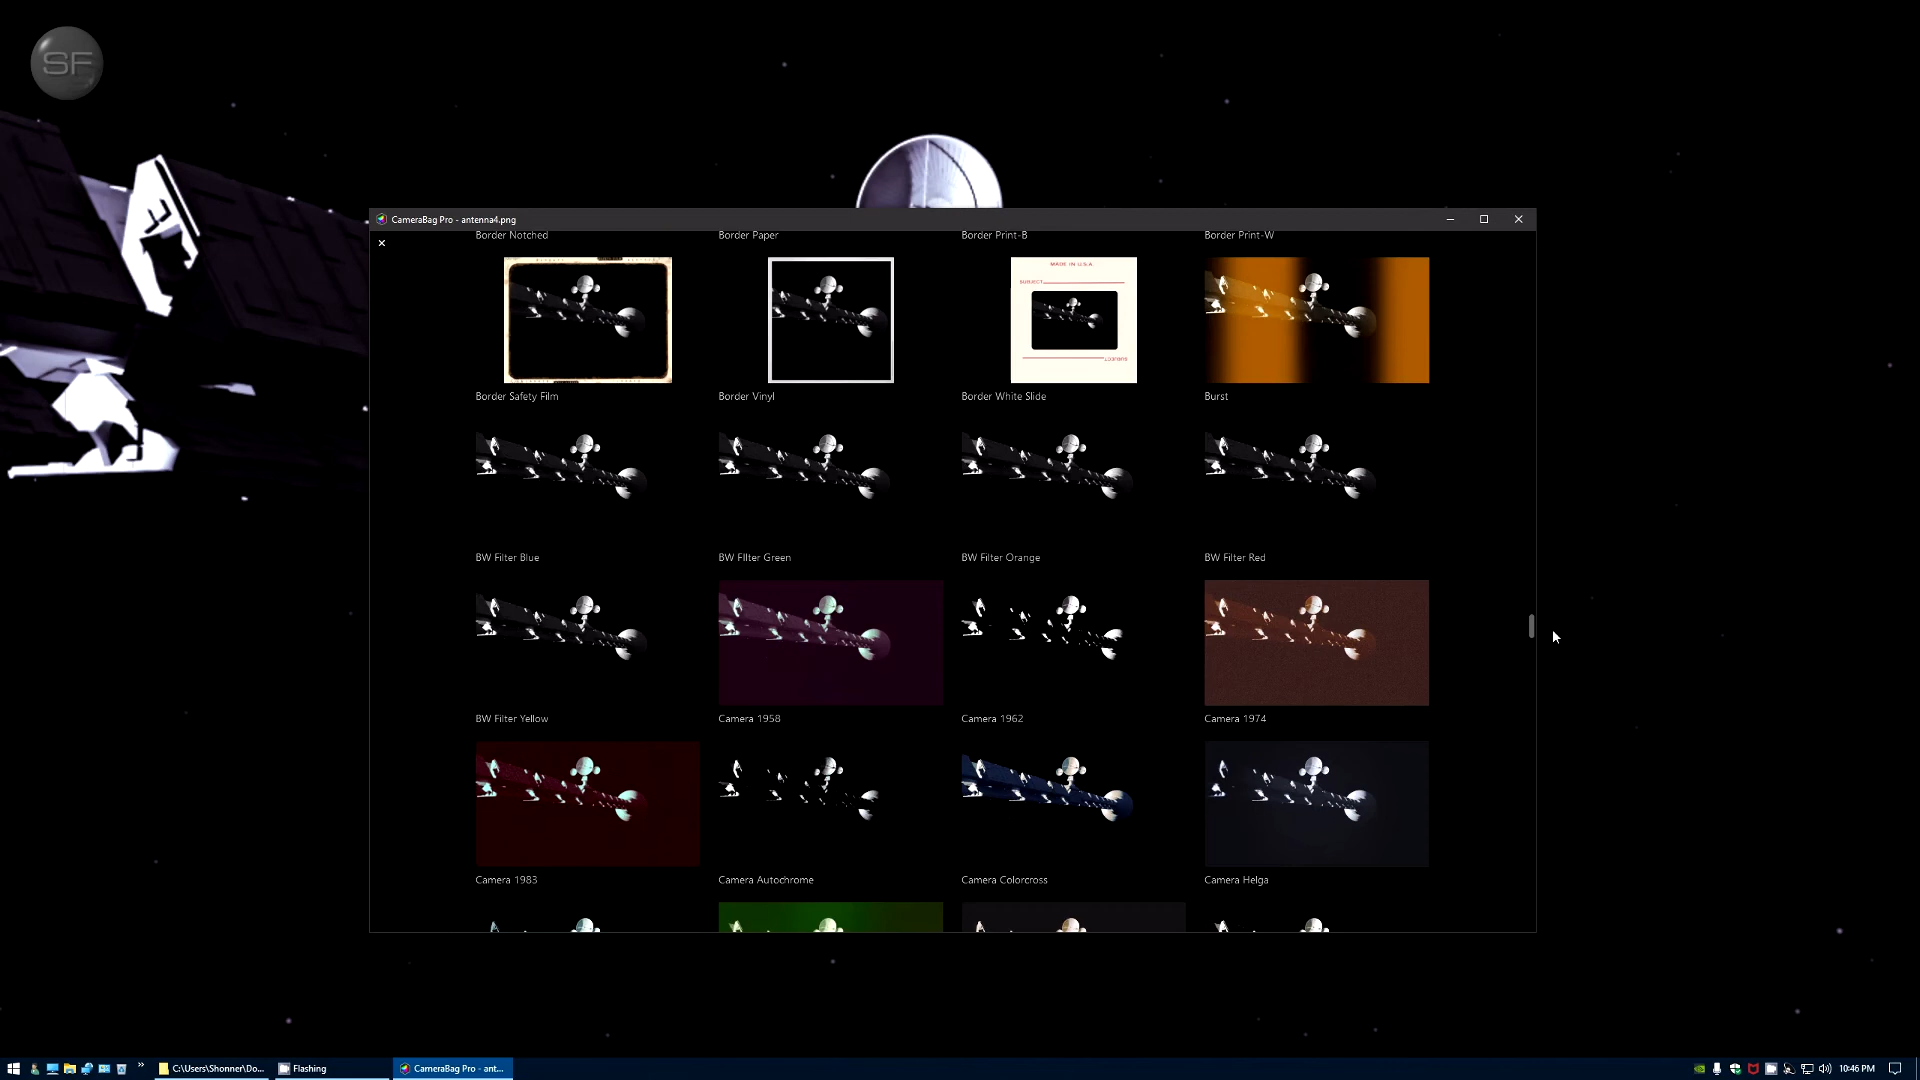 SF
CameraBag Pro - antenna4.png
Border Notched
Border Paper
Border Print-B
Border Print-W
MADE IN U.S.A
SUBJECT
SUBJECT
Border Safety Film
Border Vinyl
Border White Slide
Burst
BW Filter Blue
BW FIlter Green
BW Filter Orange
BW Filter Red
BW Filter Yellow
Camera 1958
Camera 1962
Camera 1974
Camera 1983
Camera Autochrome
Camera Colorcross
Camera Helga
C:\Users\Shonner\Do...
Flashing
CameraBag Pro - ant...
10:46 PM